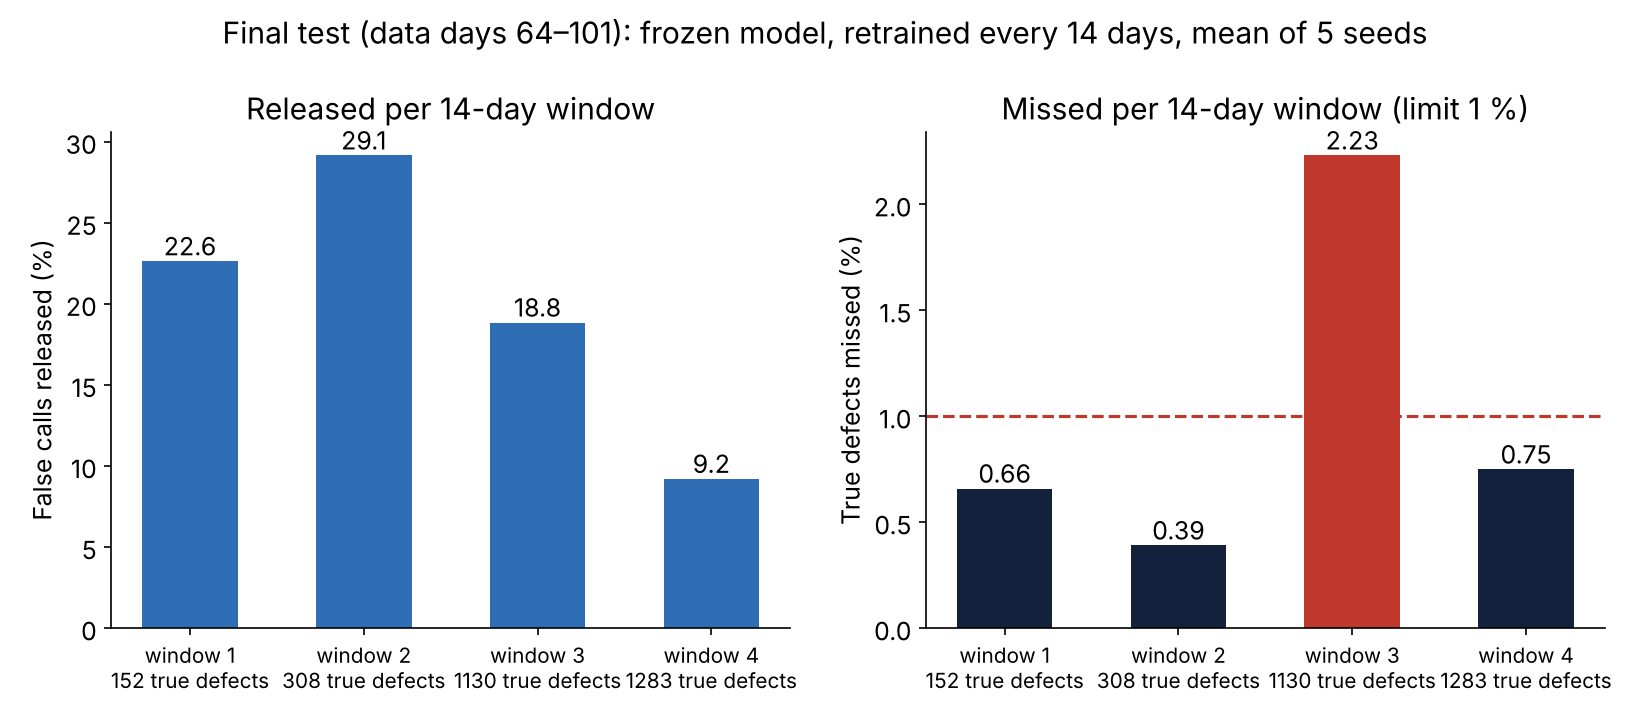 Final test (data days 64–101): frozen model, retrained every 14 days, mean of 5 seeds
Released per 14-day window
False calls released (%)
30
25
20
15
10
5
0
22.6
29.1
18.8
9.2
window 1
152 true defects
window 2
308 true defects
window 3
1130 true defects
window 4
1283 true defects
Missed per 14-day window (limit 1 %)
True defects missed (%)
2.0
1.5
1.0
0.5
0.0
0.66
0.39
2.23
0.75
window 1
152 true defects
window 2
308 true defects
window 3
1130 true defects
window 4
1283 true defects